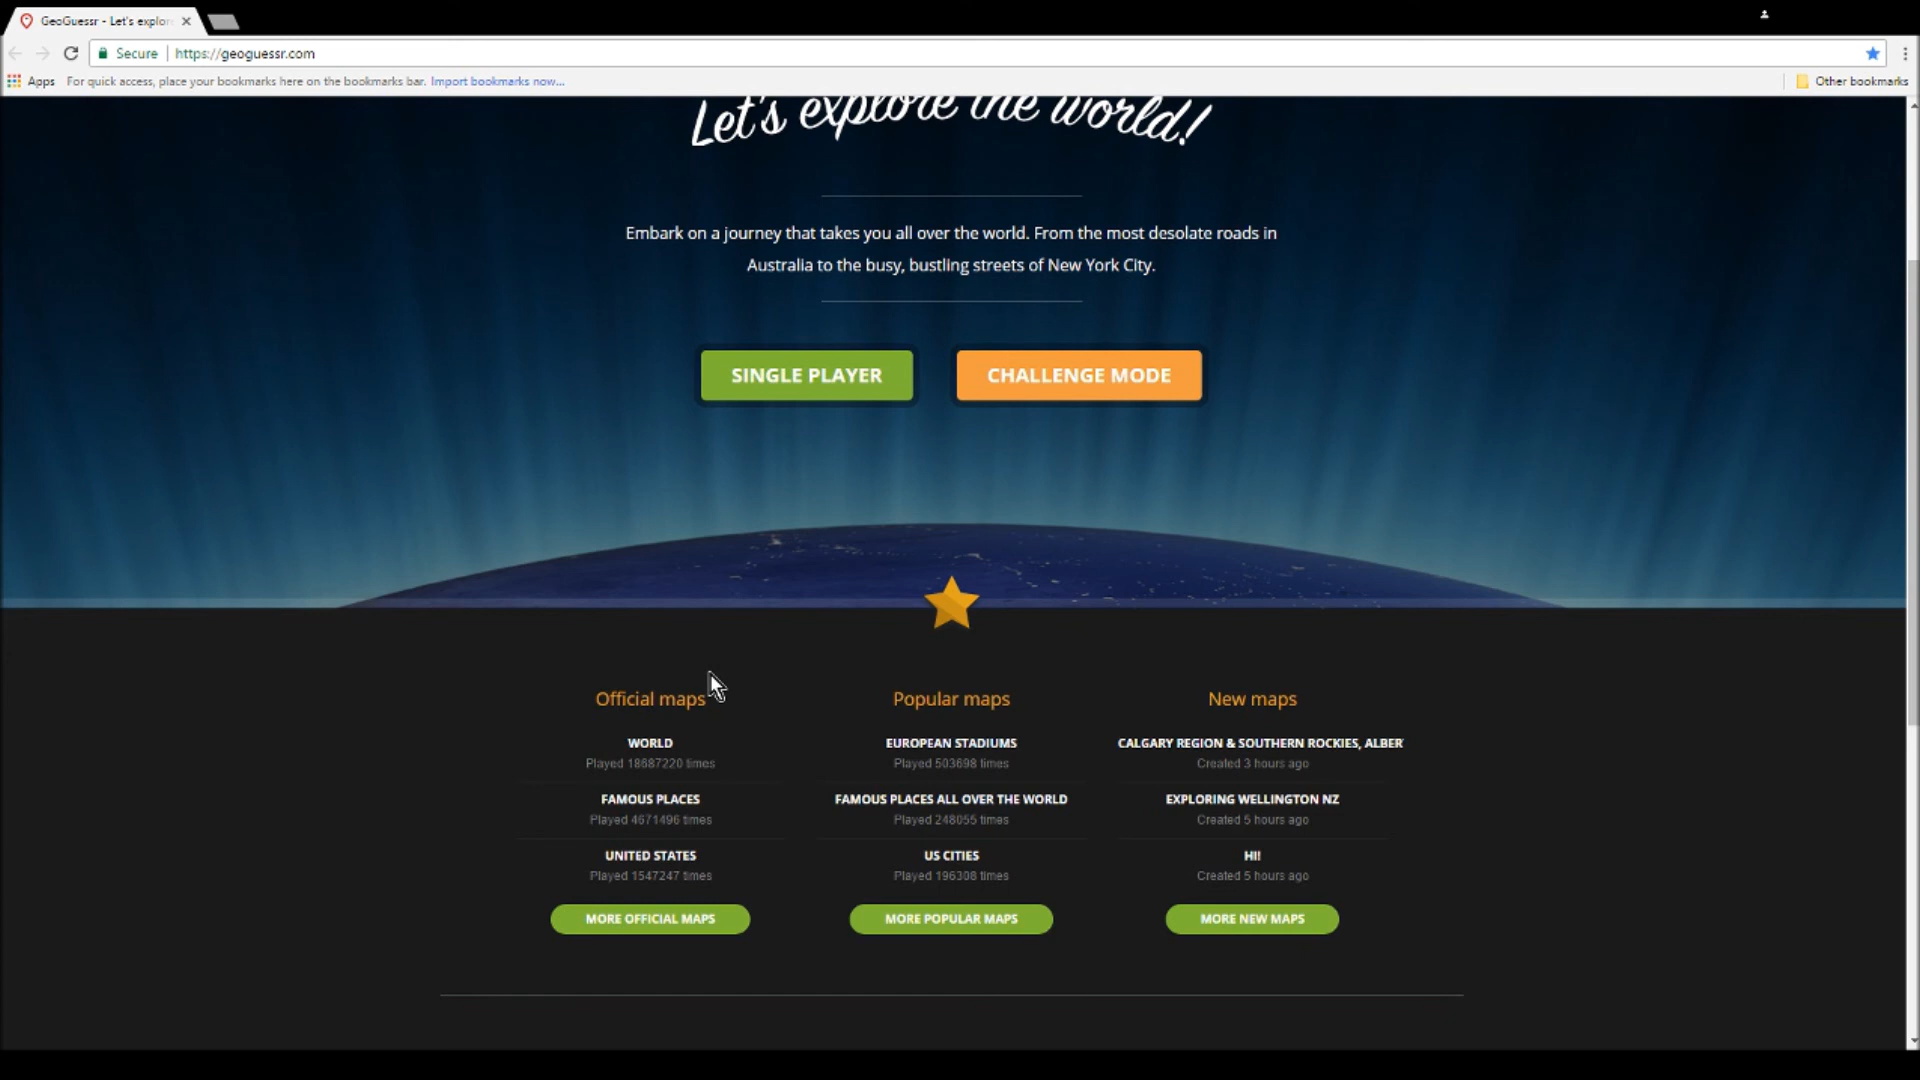 GeoGuessr - Let's explor
Secure
https://geoguessr.com
Apps
For quick access, place your bookmarks here on the bookmarks bar. Import bookmarks now...
Other bookmarks
Let's explore the world!
Embark on a journey that takes you all over the world. From the most desolate roads in
Australia to the busy, bustling streets of New York City.
SINGLE PLAYER
CHALLENGE MODE
Official maps
WORLD
Played 18687220 times
FAMOUS PLACES
Played 4671496 times
UNITED STATES
Played 1547247 times
MORE OFFICIAL MAPS
Popular maps
EUROPEAN STADIUMS
Played 503698 times
FAMOUS PLACES ALL OVER THE WORLD
Played 248055 times
US CITIES
Played 196308 times
MORE POPULAR MAPS
New maps
CALGARY REGION & SOUTHERN ROCKIES, ALBER
Created 3 hours ago
EXPLORING WELLINGTON NZ
Created 5 hours ago
HI!
Created 5 hours ago
MORE NEW MAPS